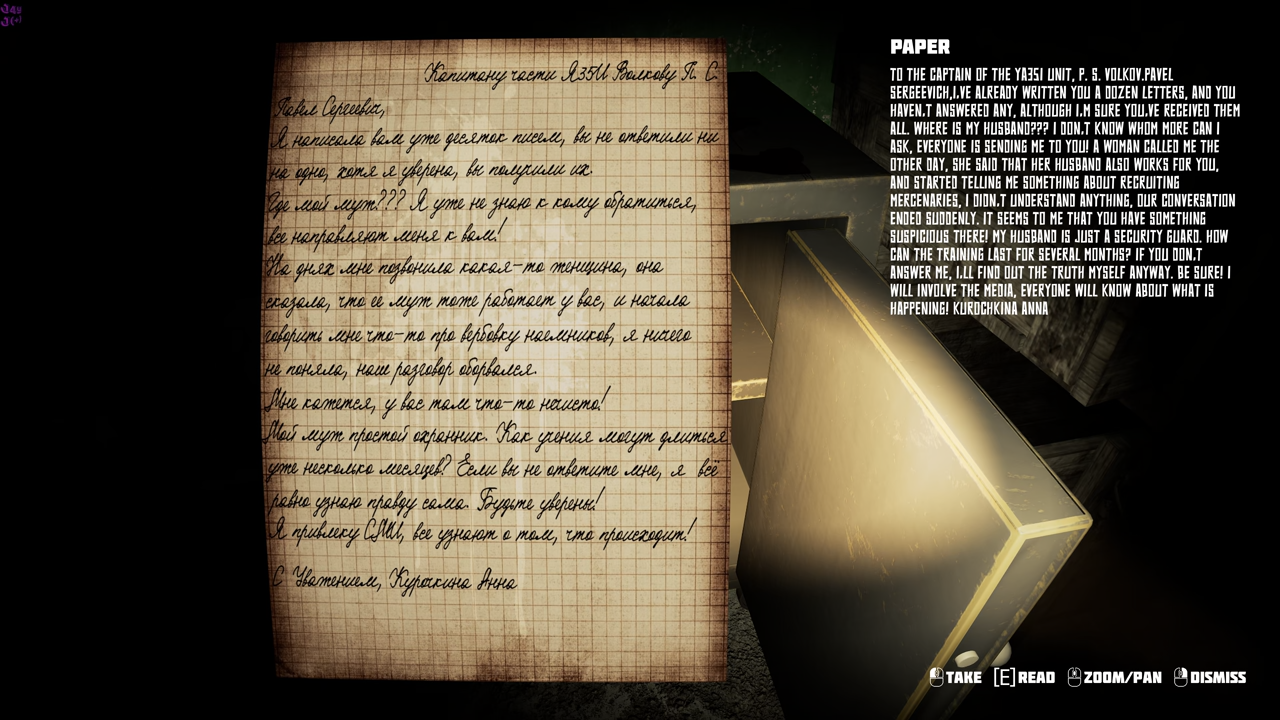 Капитану части Я35И Волкову П. С.
Павел Сергеевич,
Я написала вам уже десяток писем, вы не ответили ни
на одно, хотя я уверена, вы получили их.
Где мой муж??? Я уже не знаю к кому обратиться,
все направляют меня к вам!
На днях мне позвонила какая-то женщина, она
сказала, что ее муж тоже работает у вас, и начала
говорить мне что-то про вербовку наемников, я ничего
не поняла, наш разговор оборвался.
Мне кажется, у вас там что-то нечисто!
Мой муж простой охранник. Как учения могут длиться
уже несколько месяцев? Если вы не ответите мне, я всё
равно узнаю правду сама. Будьте уверены!
Я привлеку СМИ, все узнают о том, что происходит!
С Уважением, Курочкина Анна
PAPER
TO THE CAPTAIN OF THE YA351 UNIT, P. S. VOLKOV.PAVEL
SERGEEVICH,I.VE ALREADY WRITTEN YOU A DOZEN LETTERS, AND YOU
HAVEN.T ANSWERED ANY, ALTHOUGH I.M SURE YOU.VE RECEIVED THEM
ALL. WHERE IS MY HUSBAND??? I DON.T KNOW WHOM MORE CAN I
ASK, EVERYONE IS SENDING ME TO YOU! A WOMAN CALLED ME THE
OTHER DAY, SHE SAID THAT HER HUSBAND ALSO WORKS FOR YOU,
AND STARTED TELLING ME SOMETHING ABOUT RECRUITING
MERCENARIES, I DIDN.T UNDERSTAND ANYTHING, OUR CONVERSATION
ENDED SUDDENLY. IT SEEMS TO ME THAT YOU HAVE SOMETHING
SUSPICIOUS THERE! MY HUSBAND IS JUST A SECURITY GUARD. HOW
CAN THE TRAINING LAST FOR SEVERAL MONTHS? IF YOU DON.T
ANSWER ME, I.LL FIND OUT THE TRUTH MYSELF ANYWAY. BE SURE! I
WILL INVOLVE THE MEDIA, EVERYONE WILL KNOW ABOUT WHAT IS
HAPPENING! KUROCHKINA ANNA
TAKE [E] READ ZOOM/PAN DISMISS